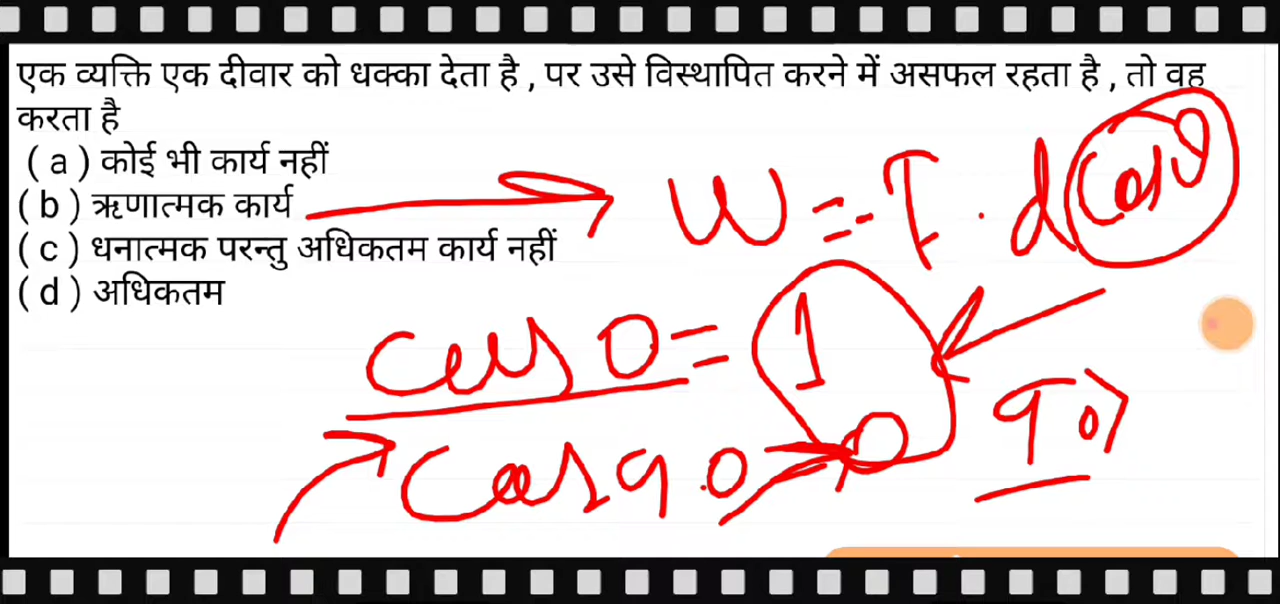 एक व्यक्ति एक दीवार को धक्का देता है , पर उसे विस्थापित करने में असफल रहता है , तो वह
करता है
( a ) कोई भी कार्य नहीं
( b ) ऋणात्मक कार्य
( c ) धनात्मक परन्तु अधिकतम कार्य नहीं
( d ) अधिकतम
W = F . d Cosθ
cos 0 = 1
Cos 90 0
90>